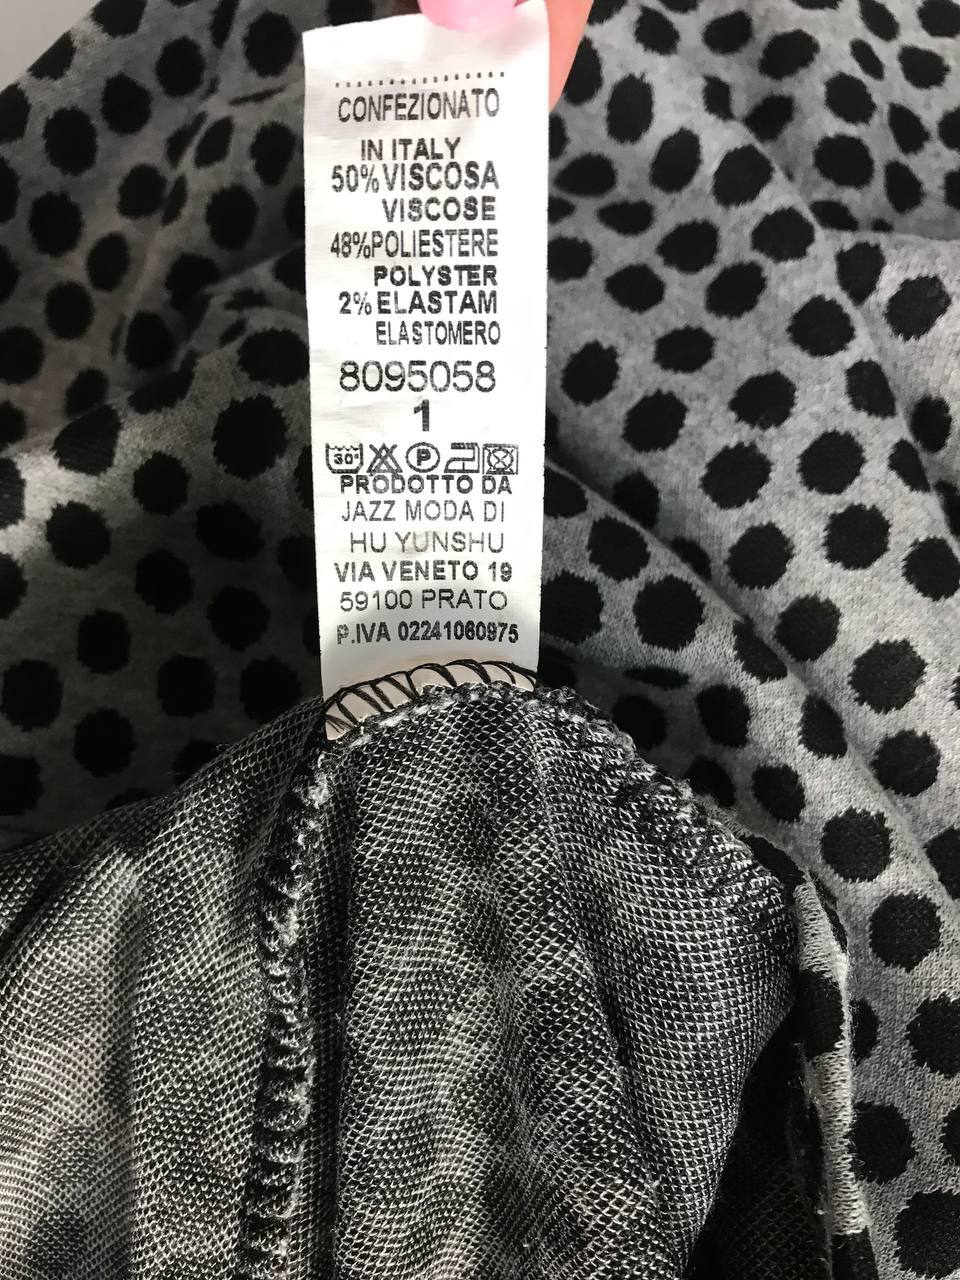 CONFEZIONATO
IN ITALY
50%VISCOSA
VISCOSE
48%POLIESTERE
POLYSTER
2% ELASTAM
ELASTOMERO
8095058
1
30°
P
PRODOTTO DA
JAZZ MODA DI
HU YUNSHU
VIA VENETO 19
59100 PRATO
P.IVA 02241060975